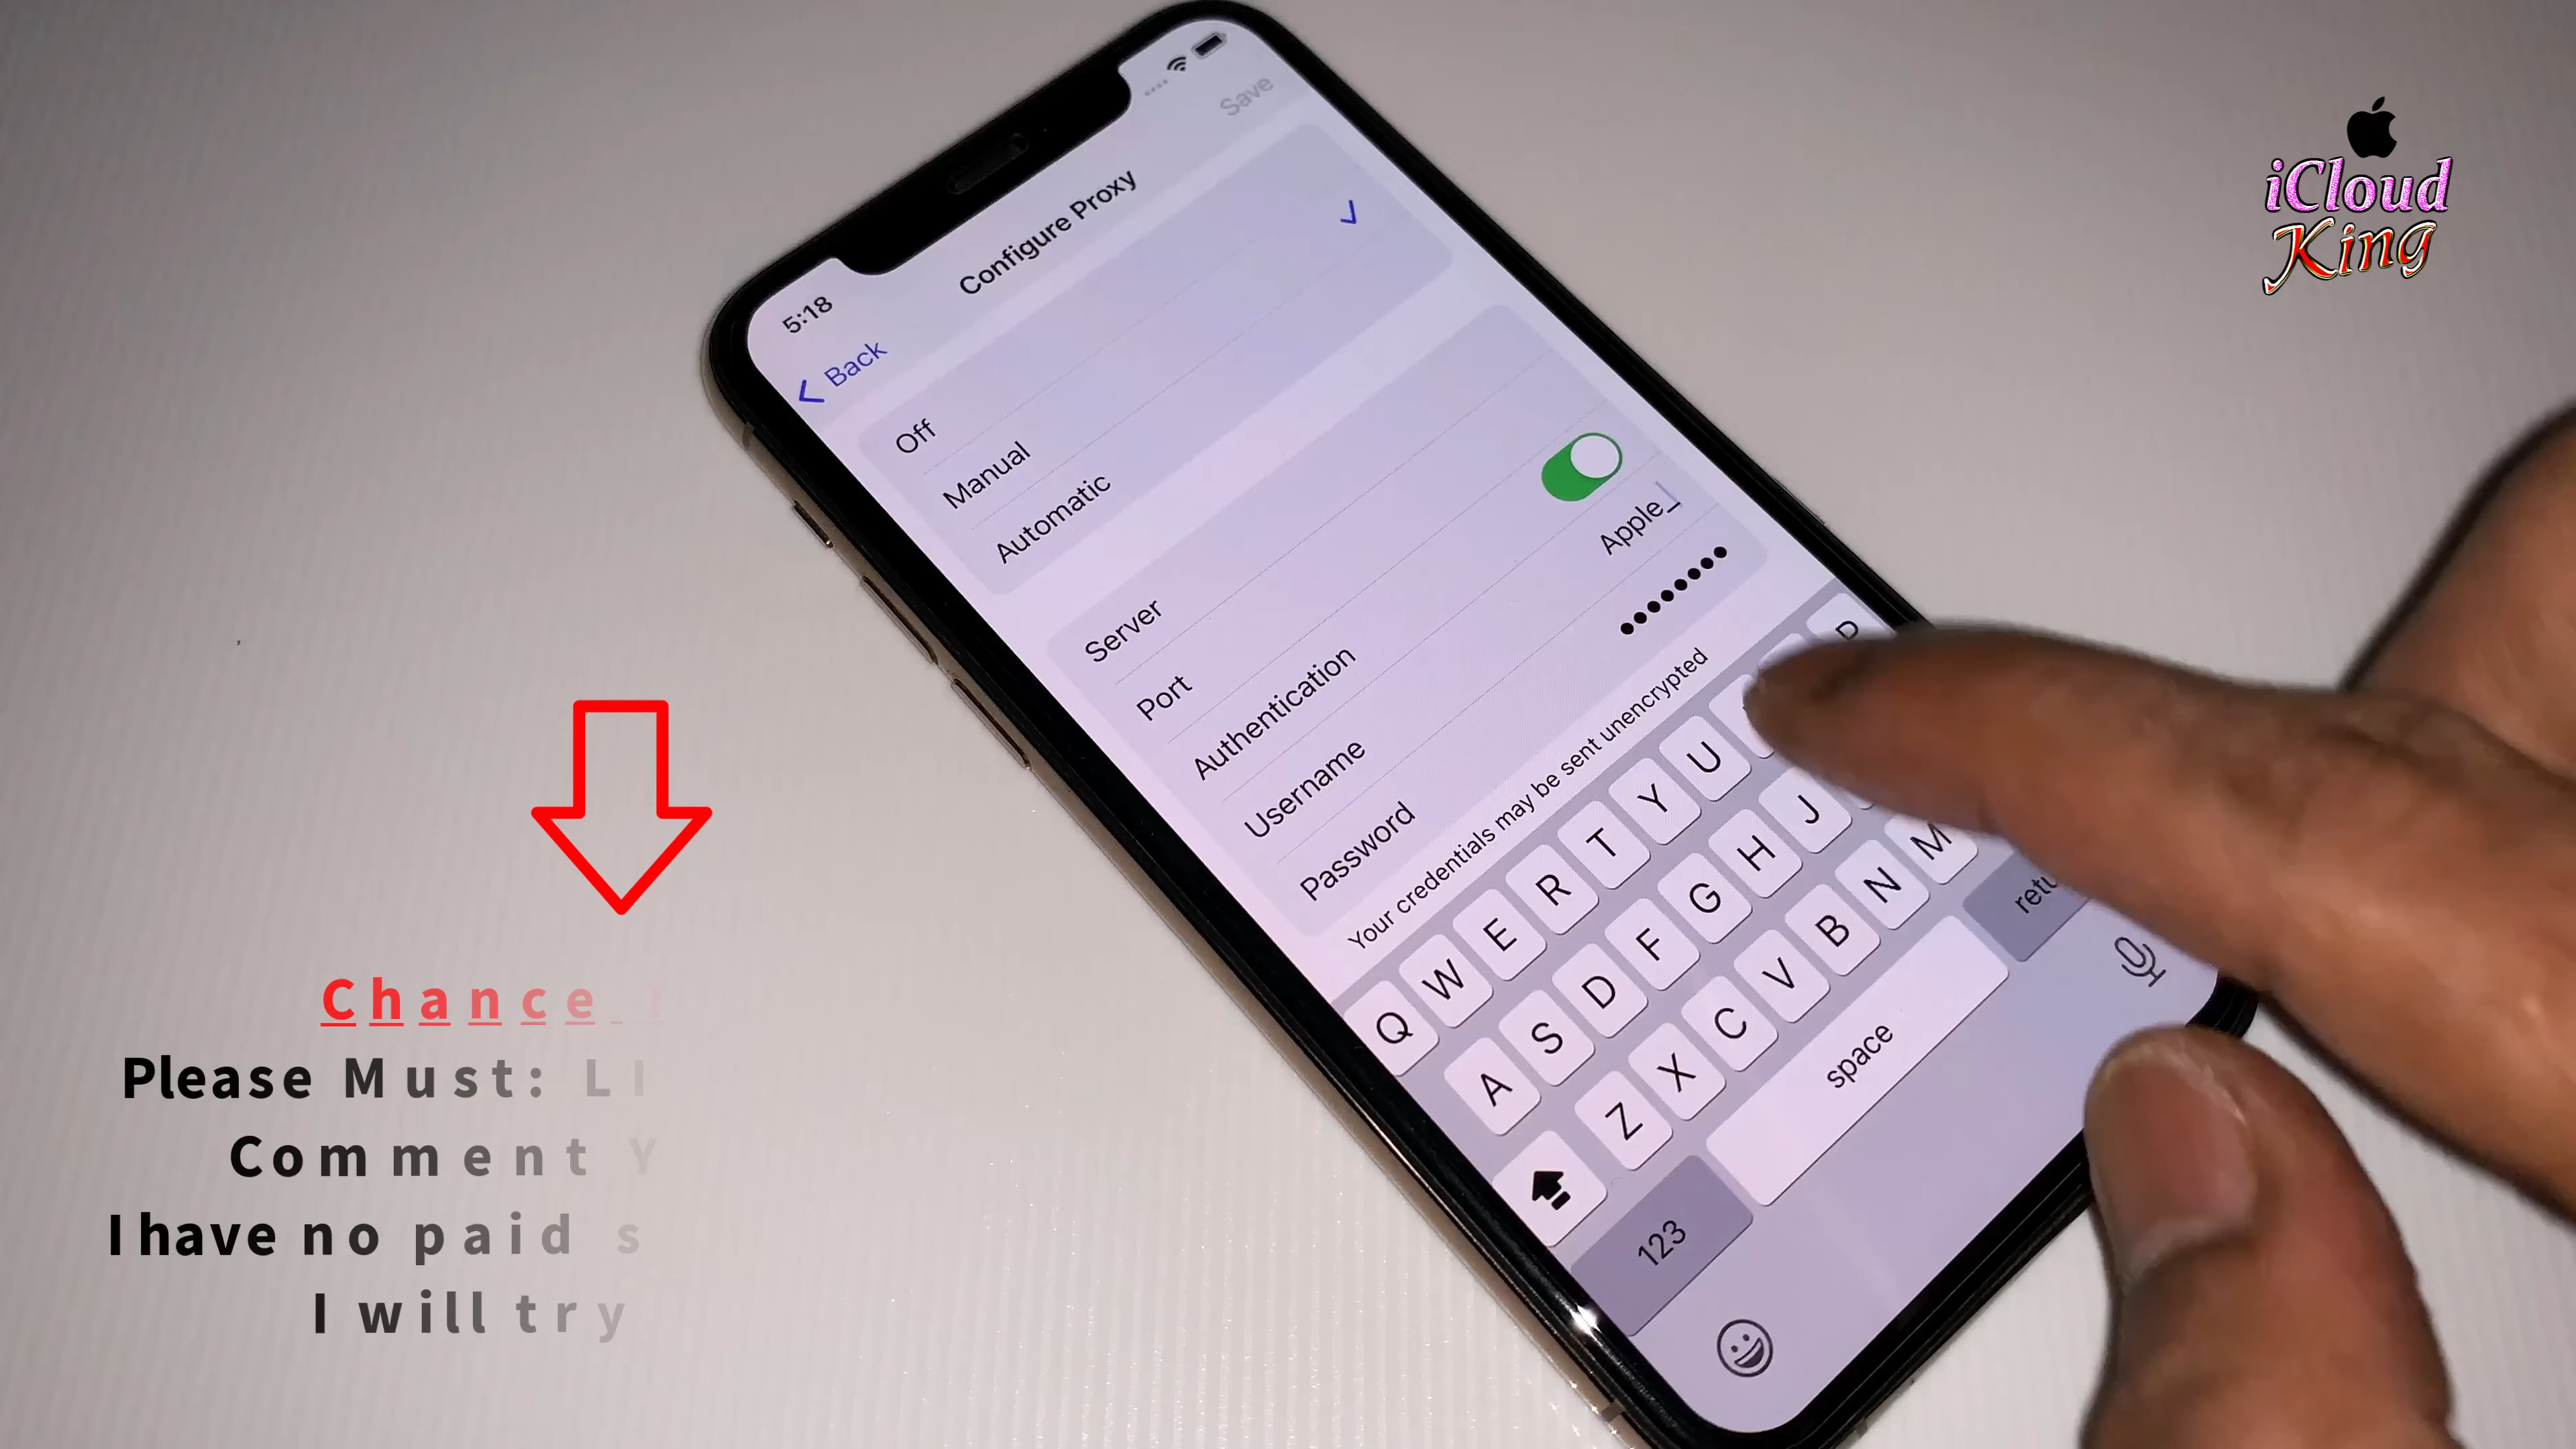 iCloud
King
5:18
Back
Configure Proxy
Save
Off
Manual
Automatic
Server
Port
Authentication
Username
Apple_
Password
Your credentials may be sent unencrypted
Q W E R T Y U P
A S D F G H J
Z X C V B N M
123
space
Chance
Please Must: LI
Comment Y
I have no paid s
I will try